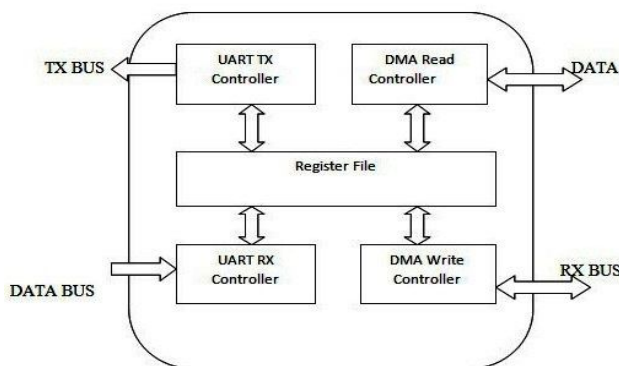 TX BUS
UART TX
Controller
DMA Read
Controller
DATA
Register File
UART RX
Controller
DMA Write
Controller
DATA BUS
RX BUS